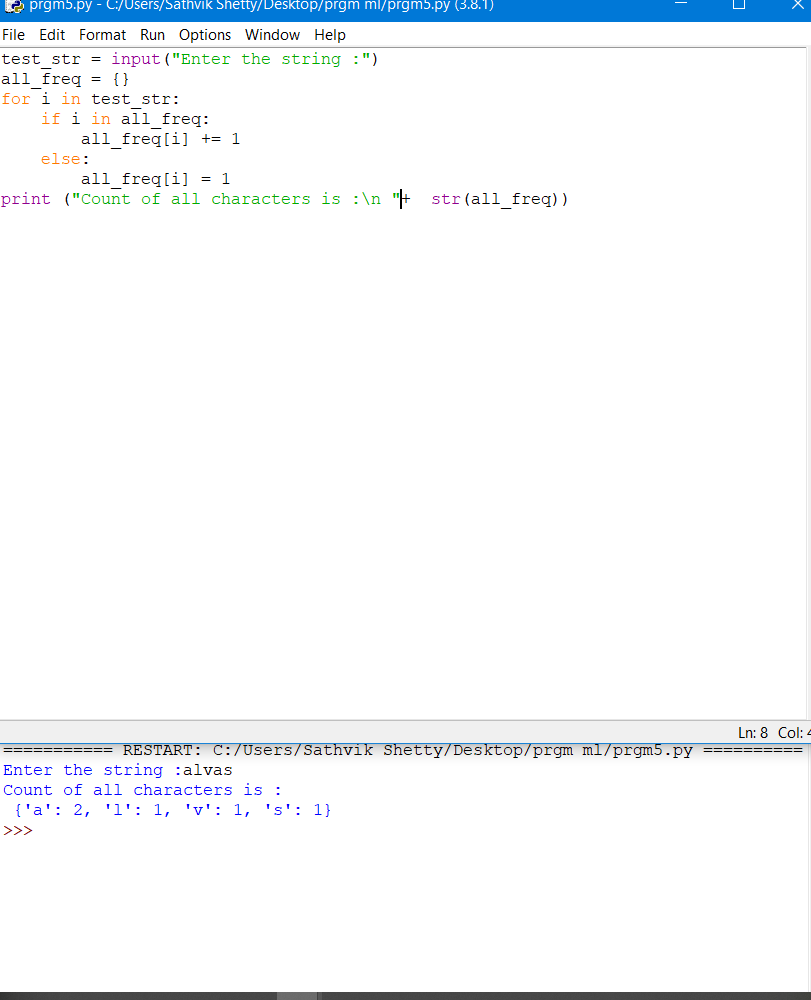 prgm5.py - C:/Users/Sathvik Shetty/Desktop/prgm ml/prgm5.py (3.8.1)
File Edit Format Run Options Window Help
test_str = input("Enter the string :")
all_freq = {}
for i in test_str:
    if i in all_freq:
        all_freq[i] += 1
    else:
        all_freq[i] = 1
print ("Count of all characters is :\n "+  str(all_freq))
Ln: 8 Col:
=========== RESTART: C:/Users/Sathvik Shetty/Desktop/prgm ml/prgm5.py ==========
Enter the string :alvas
Count of all characters is :
 {'a': 2, 'l': 1, 'v': 1, 's': 1}
>>>